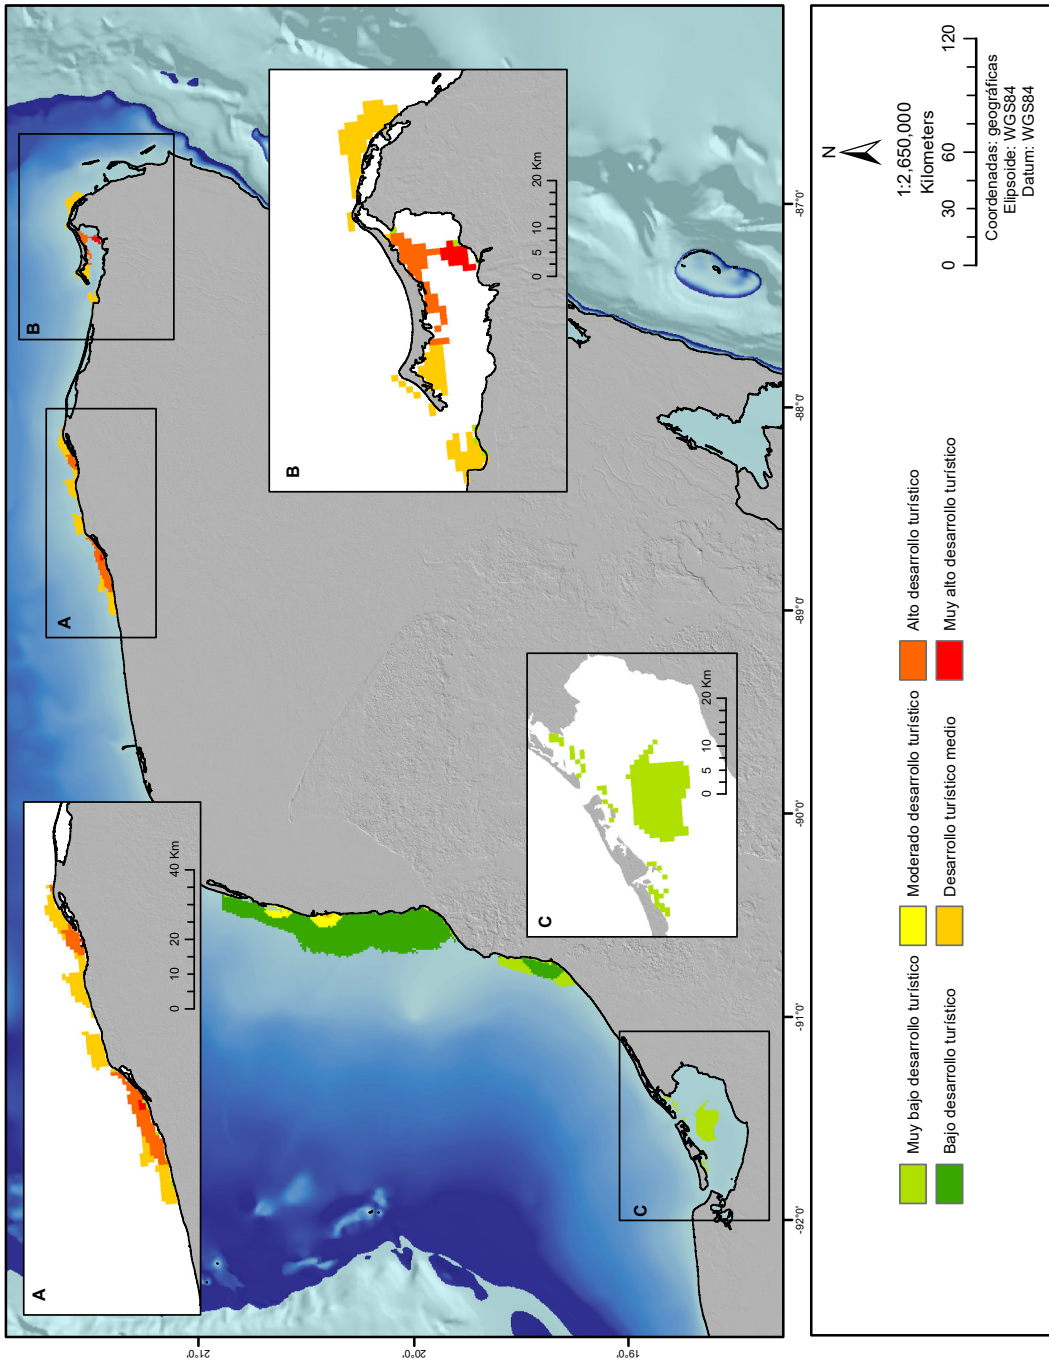 A
0 10 20 40 Km
A
B
B
0 5 10 20 Km
C
0 5 10 20 Km
C
21°0'
20°0'
19°0'
-92°0'
-91°0'
-90°0'
-89°0'
-88°0'
-87°0'
Muy bajo desarrollo turístico
Moderado desarrollo turístico
Alto desarrollo turístico
Bajo desarrollo turístico
Desarrollo turístico medio
Muy alto desarrollo turístico
N
1:2,650,000
Kilometers
0 30 60 120
Coordenadas: geográficas
Elipsoide: WGS84
Datum: WGS84